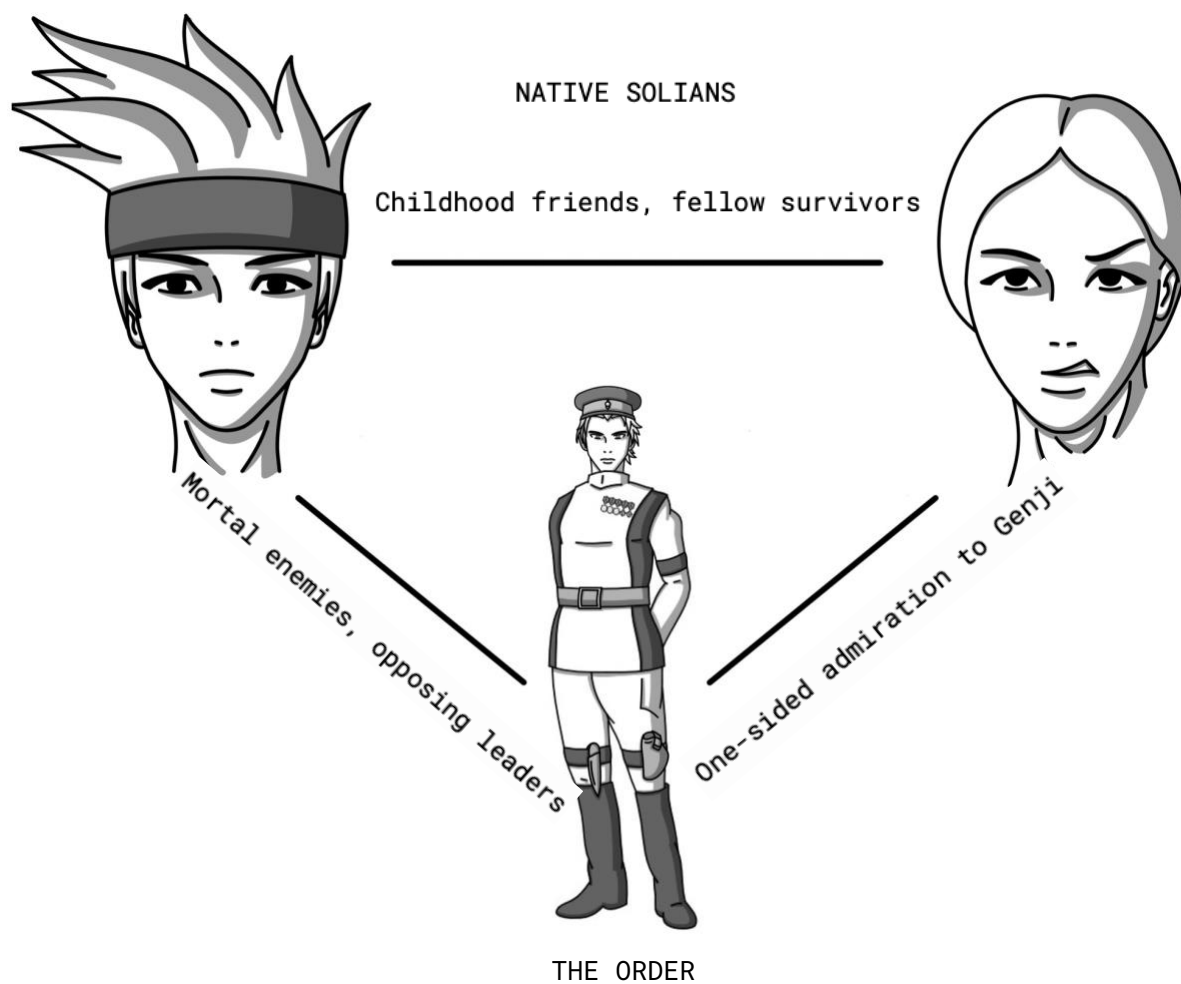 NATIVE SOLIANS
Childhood friends, fellow survivors
Mortal enemies, opposing leaders
One-sided admiration to Genji
THE ORDER